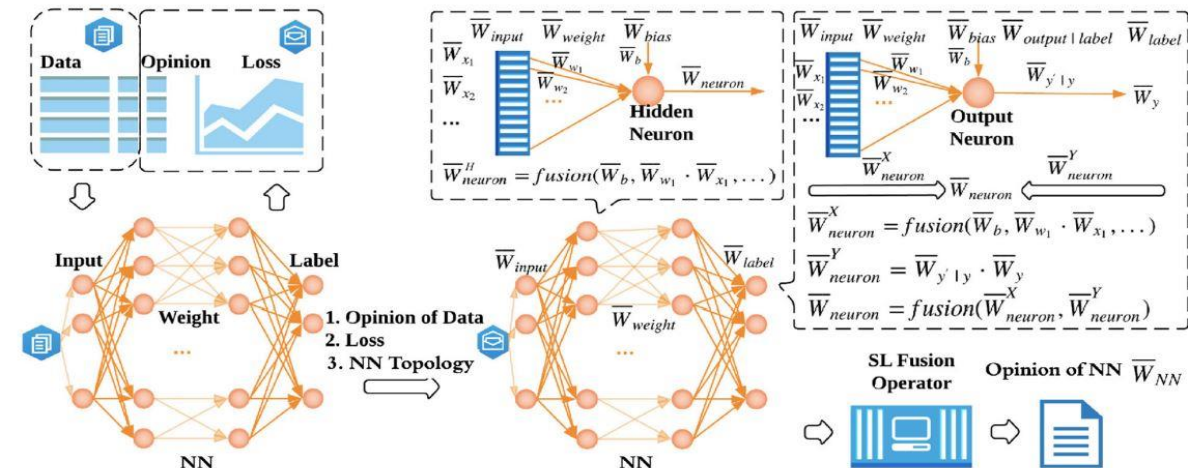 Data Opinion Loss
Input
Label
Weight
...
NN
1. Opinion of Data
2. Loss
3. NN Topology
W̅_input W̅_weight W̅_bias
W̅_x₁ W̅_w₁ W̅_b
W̅_x₂ W̅_w₂ W̅_neuron
... ...
Hidden
Neuron
W̅^H_neuron = fusion(W̅_b, W̅_w₁ · W̅_x₁, ...)
W̅_input
W̅_label
W̅_weight
...
NN
W̅_input W̅_weight W̅_bias W̅_output | label W̅_label
W̅_x₁ W̅_w₁ W̅_b W̅_y′ | y
W̅_x₂ W̅_w₂ W̅_y
... ...
Output
Neuron
W̅^X_neuron W̅_neuron W̅^Y_neuron
W̅^X_neuron = fusion(W̅_b, W̅_w₁ · W̅_x₁, ...)
W̅^Y_neuron = W̅_y′ | y · W̅_y
W̅_neuron = fusion(W̅^X_neuron, W̅^Y_neuron)
SL Fusion
Operator
Opinion of NN W̅_NN